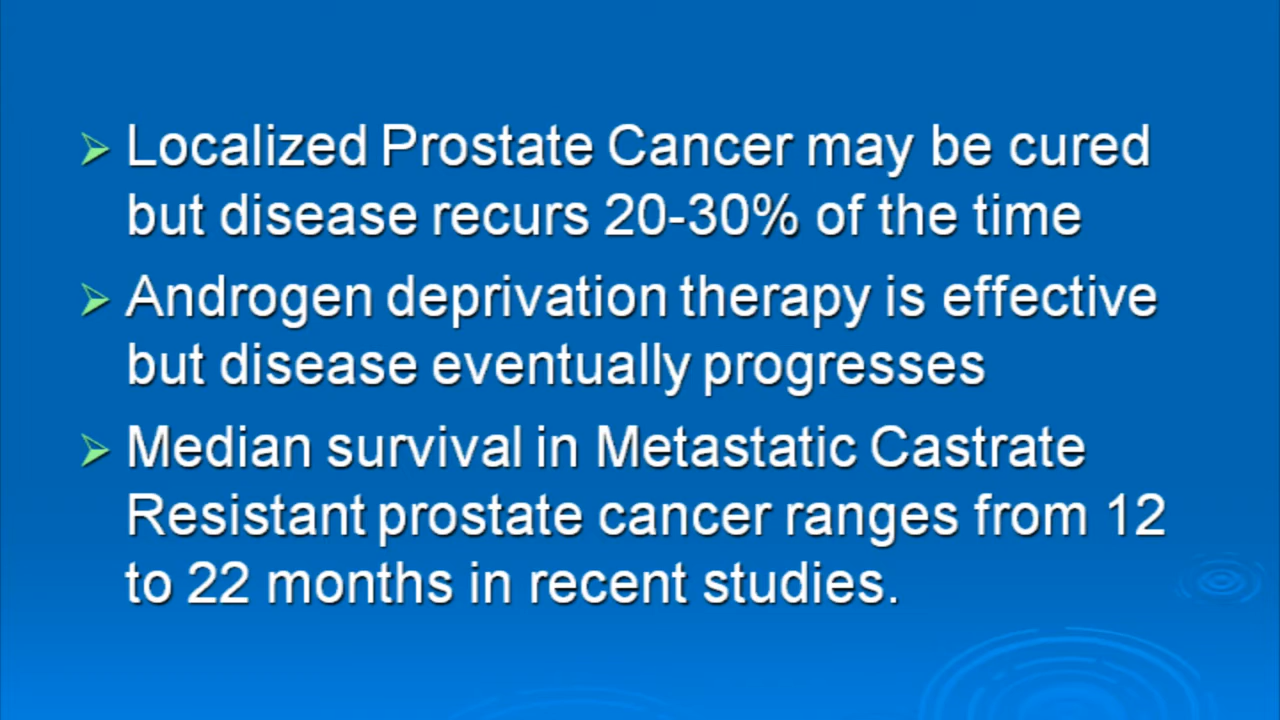 Localized Prostate Cancer may be cured
but disease recurs 20-30% of the time
Androgen deprivation therapy is effective
but disease eventually progresses
Median survival in Metastatic Castrate
Resistant prostate cancer ranges from 12
to 22 months in recent studies.